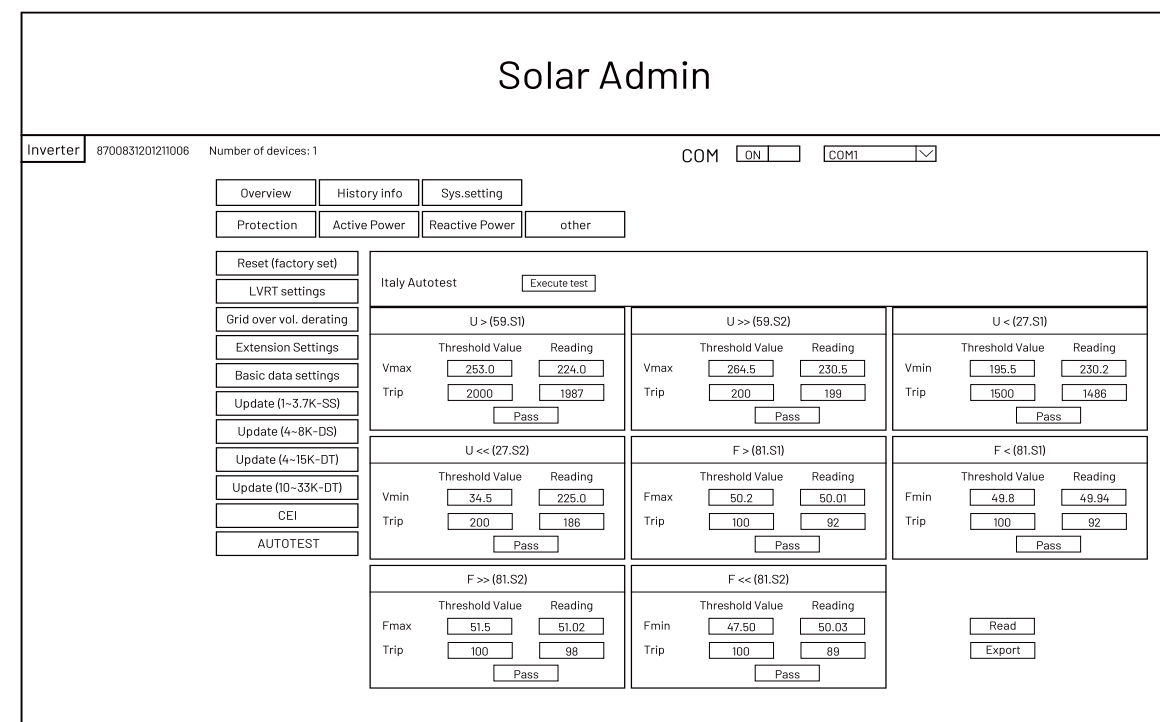 Solar Admin
Inverter 8700831201211006 Number of devices: 1 COM ON COM1
Overview History info Sys.setting
Protection Active Power Reactive Power other
Reset (factory set)
LVRT settings
Grid over vol. derating
Extension Settings
Basic data settings
Update (1~3.7K-SS)
Update (4~8K-DS)
Update (4~15K-DT)
Update (10~33K-DT)
CEI
AUTOTEST
Italy Autotest Execute test
U > (59.S1)
Threshold Value Reading
Vmax 253.0 224.0
Trip 2000 1987
Pass
U >> (59.S2)
Threshold Value Reading
Vmax 264.5 230.5
Trip 200 199
Pass
U < (27.S1)
Threshold Value Reading
Vmin 195.5 230.2
Trip 1500 1486
Pass
U << (27.S2)
Threshold Value Reading
Vmin 34.5 225.0
Trip 200 186
Pass
F > (81.S1)
Threshold Value Reading
Fmax 50.2 50.01
Trip 100 92
Pass
F < (81.S1)
Threshold Value Reading
Fmin 49.8 49.94
Trip 100 92
Pass
F >> (81.S2)
Threshold Value Reading
Fmax 51.5 51.02
Trip 100 98
Pass
F << (81.S2)
Threshold Value Reading
Fmin 47.50 50.03
Trip 100 89
Pass
Read
Export